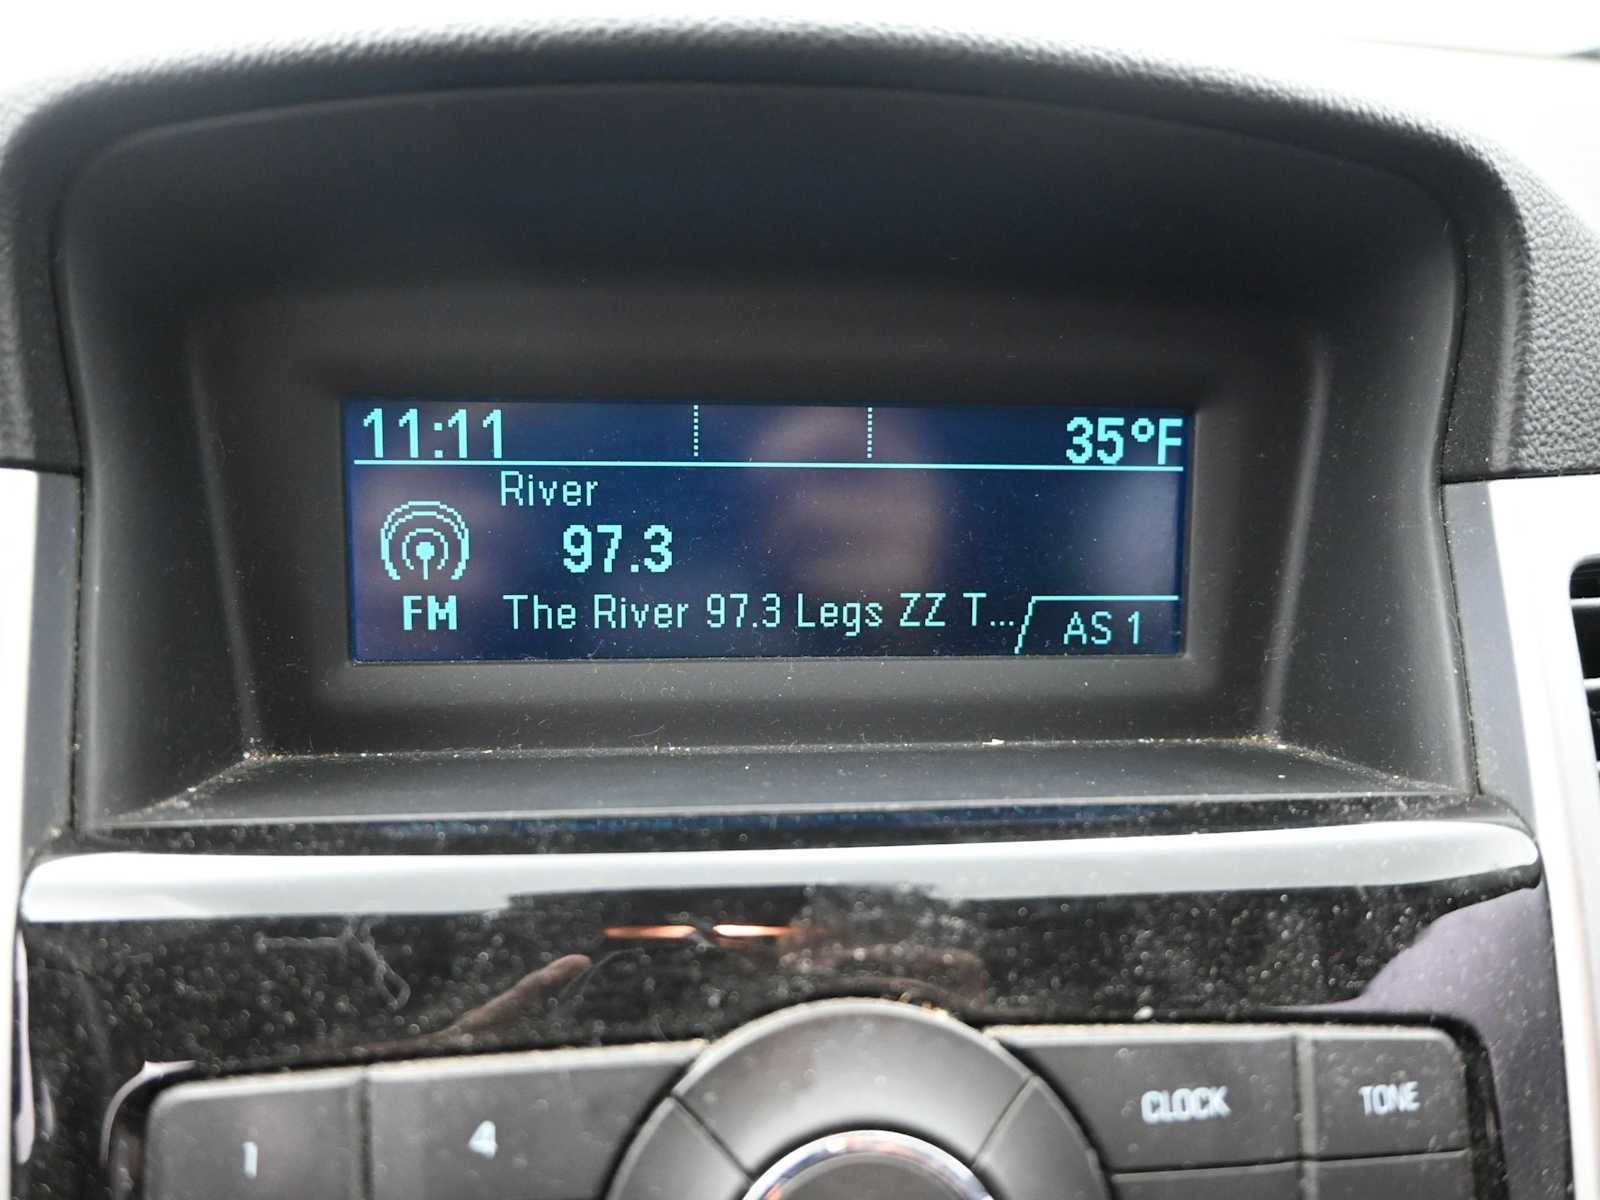 11:11 35°F
River
97.3
FM The River 97.3 Legs ZZ T... AS 1
CLOCK TONE
1 4